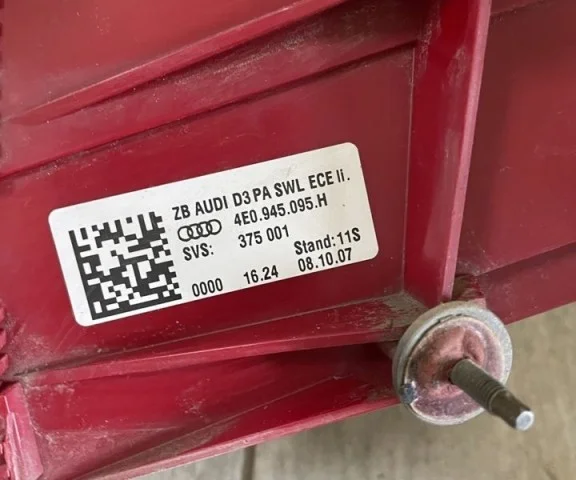 ZB AUDI D3 PA SWL ECE li.
4E0.945.095.H
SVS: 375 001
Stand: 11S
0000 16.24 08.10.07